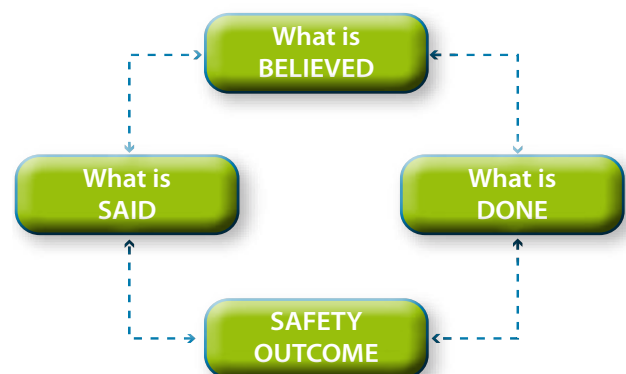 What is
BELIEVED
What is
SAID
What is
DONE
SAFETY
OUTCOME